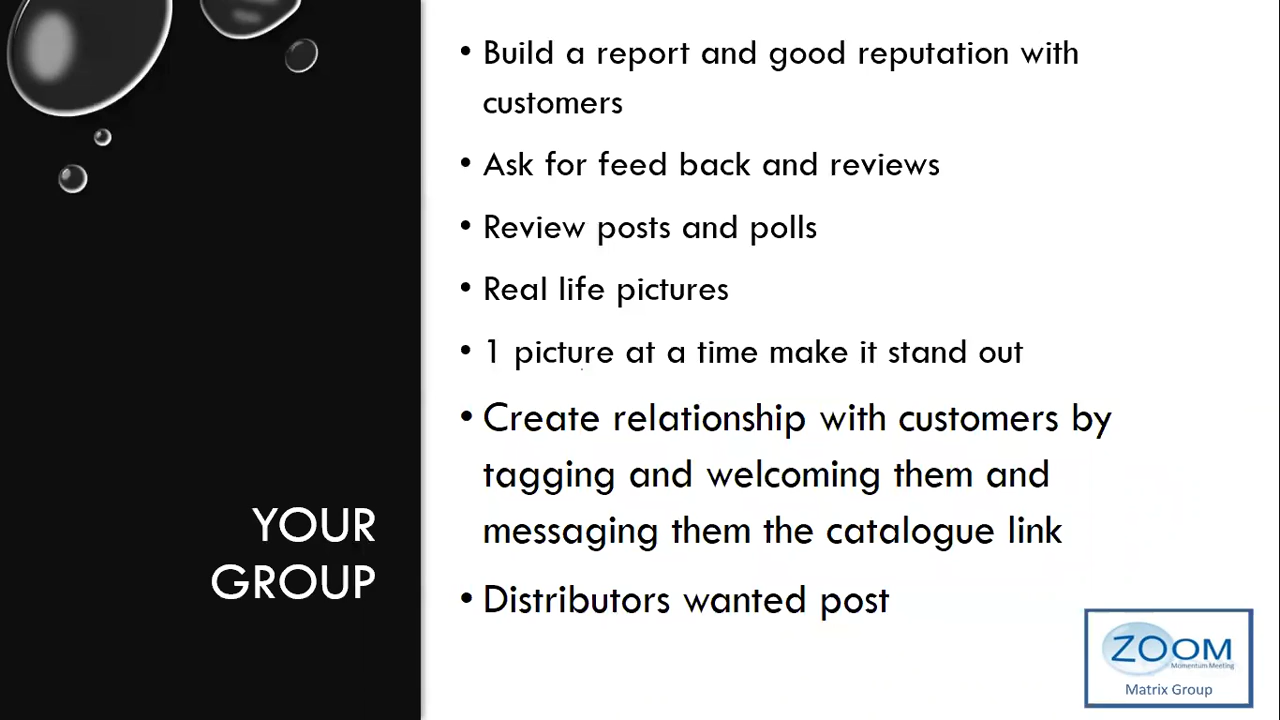 YOUR
GROUP
• Build a report and good reputation with
customers
• Ask for feed back and reviews
• Review posts and polls
• Real life pictures
• 1 picture at a time make it stand out
• Create relationship with customers by
tagging and welcoming them and
messaging them the catalogue link
• Distributors wanted post
ZOOM
Momentum Meeting
Matrix Group